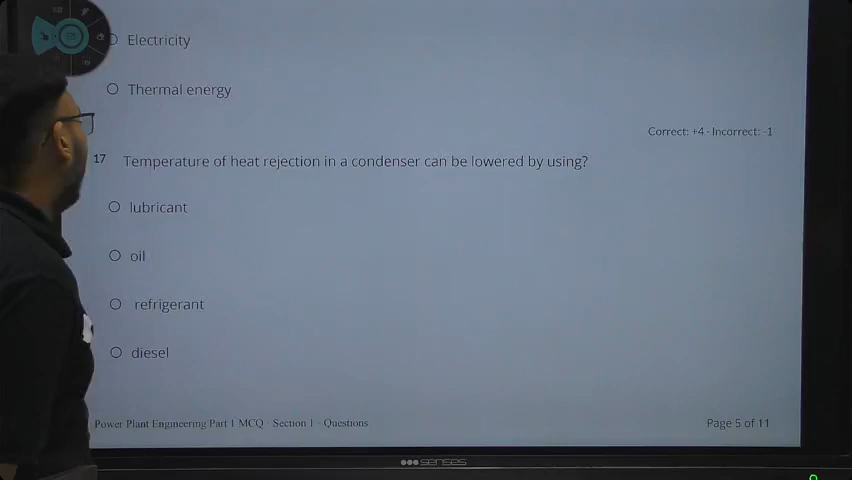 Electricity
Thermal energy
Correct: +4 · Incorrect: -1
17 Temperature of heat rejection in a condenser can be lowered by using?
lubricant
oil
refrigerant
diesel
Power Plant Engineering Part 1 MCQ · Section 1 · Questions
Page 5 of 11
senses